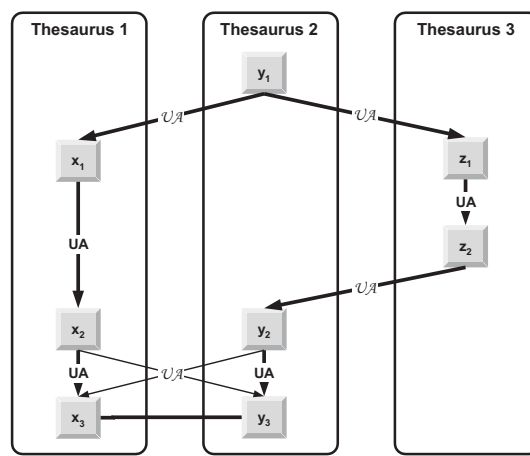 Thesaurus 1 Thesaurus 2 Thesaurus 3
y1
𝒰𝒜 𝒰𝒜
x1 z1
UA
z2
UA
𝒰𝒜
x2 y2
UA 𝒰𝒜 UA
x3 y3